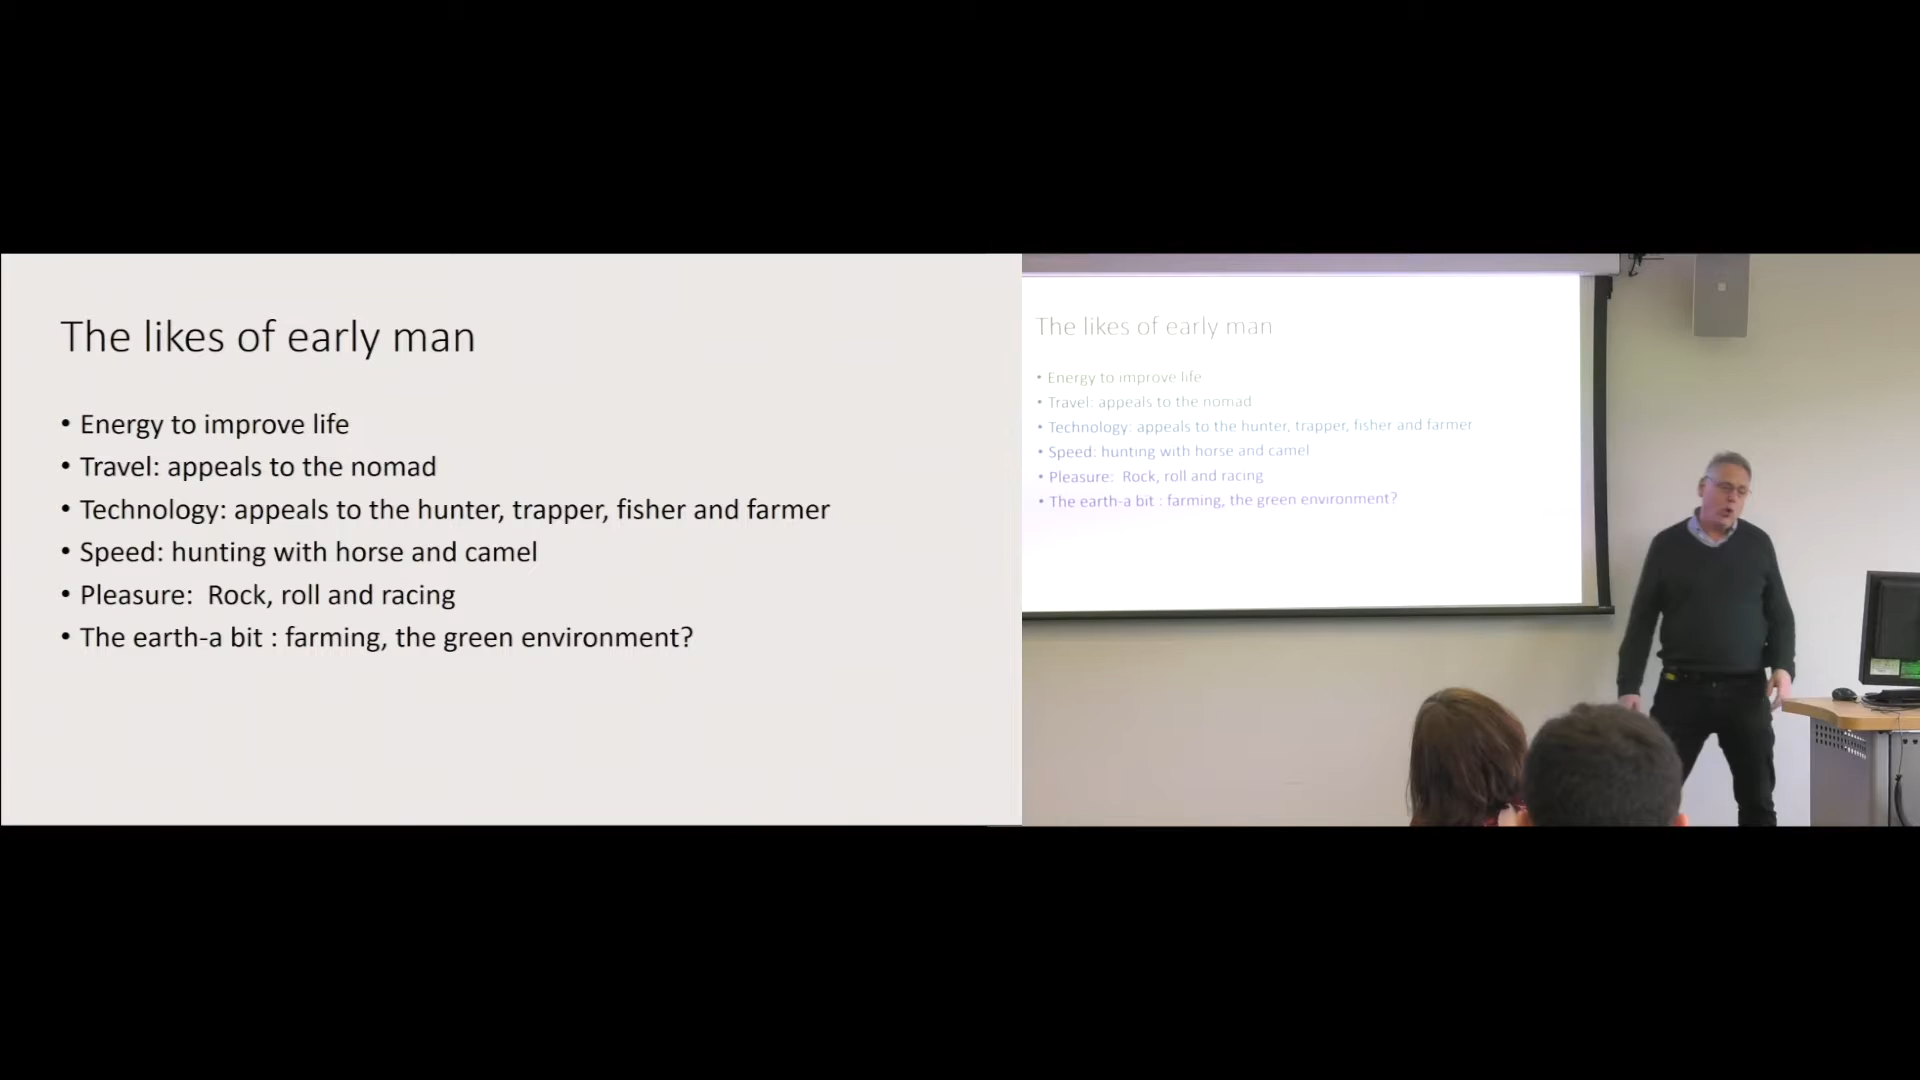 The likes of early man
• Energy to improve life
• Travel: appeals to the nomad
• Technology: appeals to the hunter, trapper, fisher and farmer
• Speed: hunting with horse and camel
• Pleasure:  Rock, roll and racing
• The earth-a bit : farming, the green environment?
The likes of early man
• Energy to improve life
• Travel: appeals to the nomad
• Technology: appeals to the hunter, trapper, fisher and farmer
• Speed: hunting with horse and camel
• Pleasure:  Rock, roll and racing
• The earth-a bit : farming, the green environment?